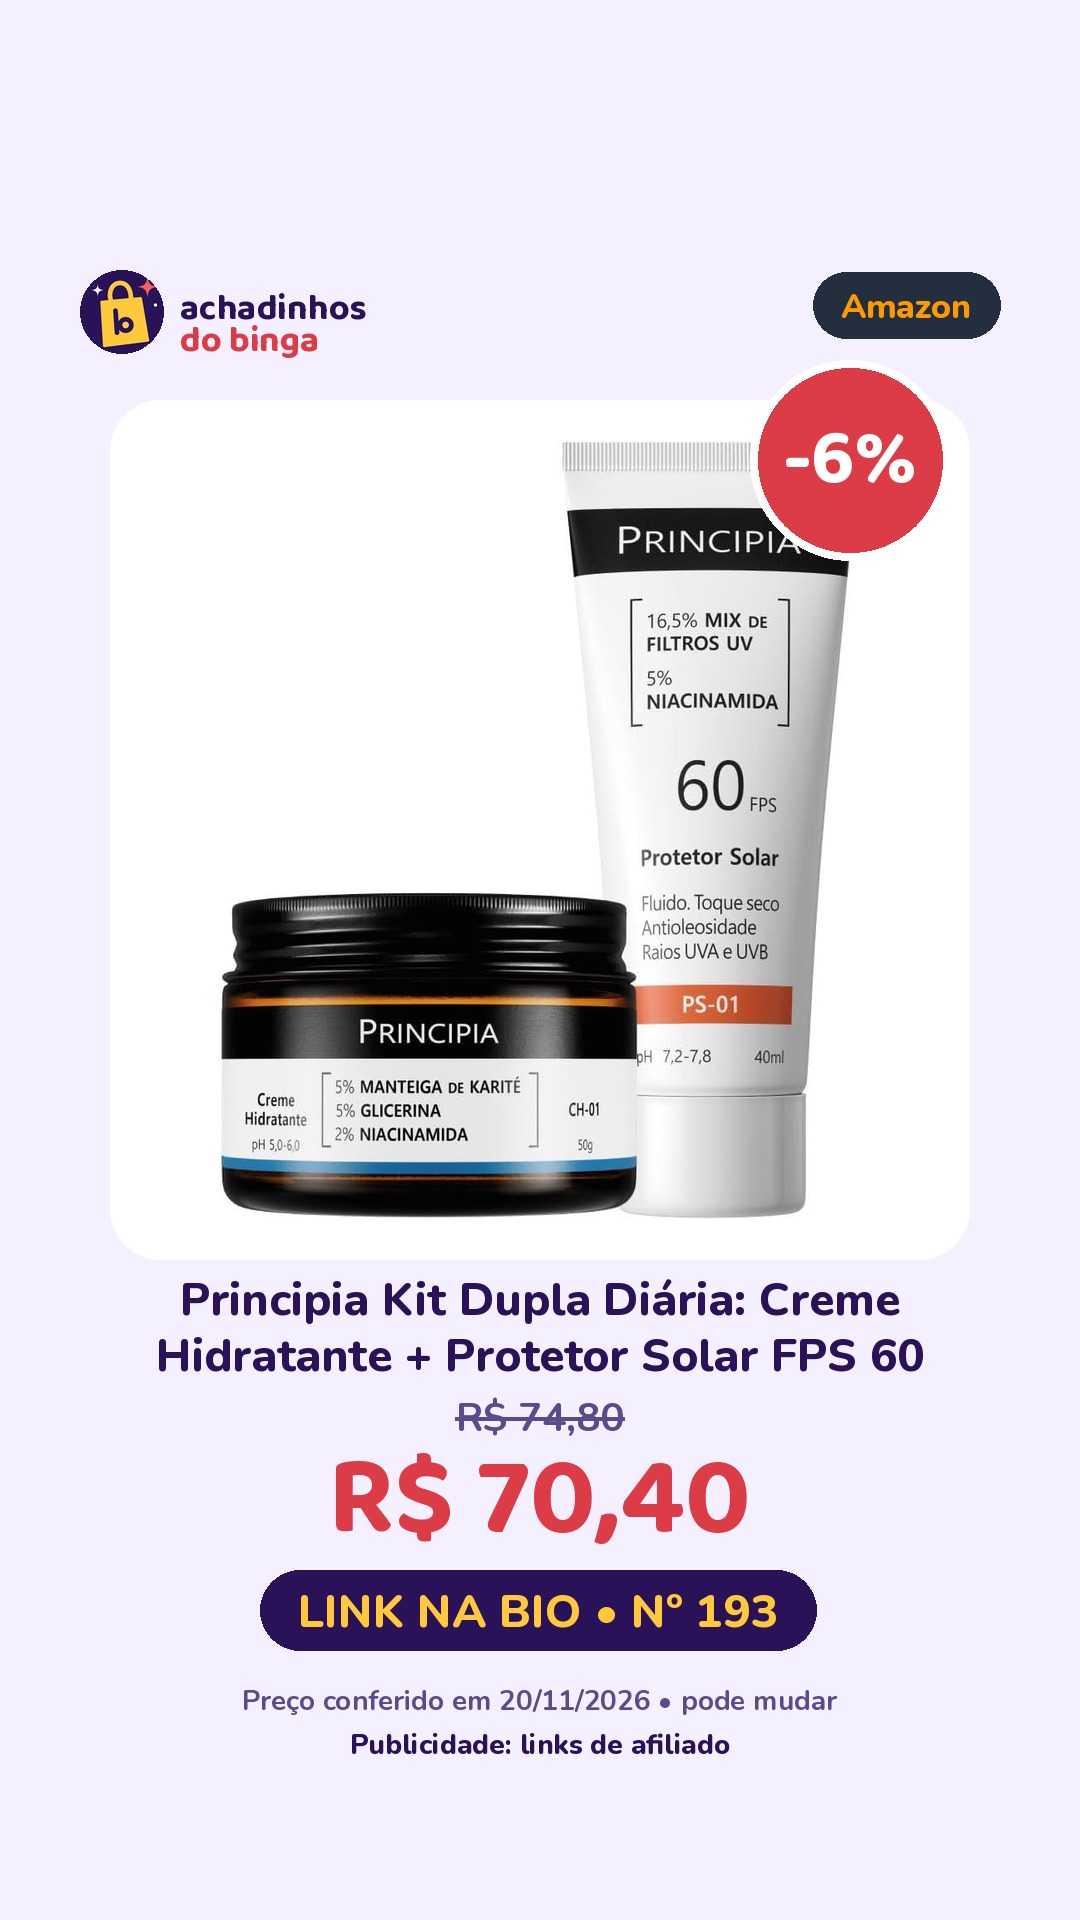 achadinhos
do binga
Amazon
-6%
PRINCIPIA
16,5% MIX DE
FILTROS UV
5%
NIACINAMIDA
60 FPS
Protetor Solar
Fluido. Toque seco
Antioleosidade
Raios UVA e UVB
PS-01
pH 7,2-7,8 40ml
PRINCIPIA
Creme
Hidratante
pH 5,0-6,0
5% MANTEIGA DE KARITÉ
5% GLICERINA
2% NIACINAMIDA
CH-01
50g
Principia Kit Dupla Diária: Creme
Hidratante + Protetor Solar FPS 60
R$ 74,80
R$ 70,40
LINK NA BIO • Nº 193
Preço conferido em 20/11/2026 • pode mudar
Publicidade: links de afiliado